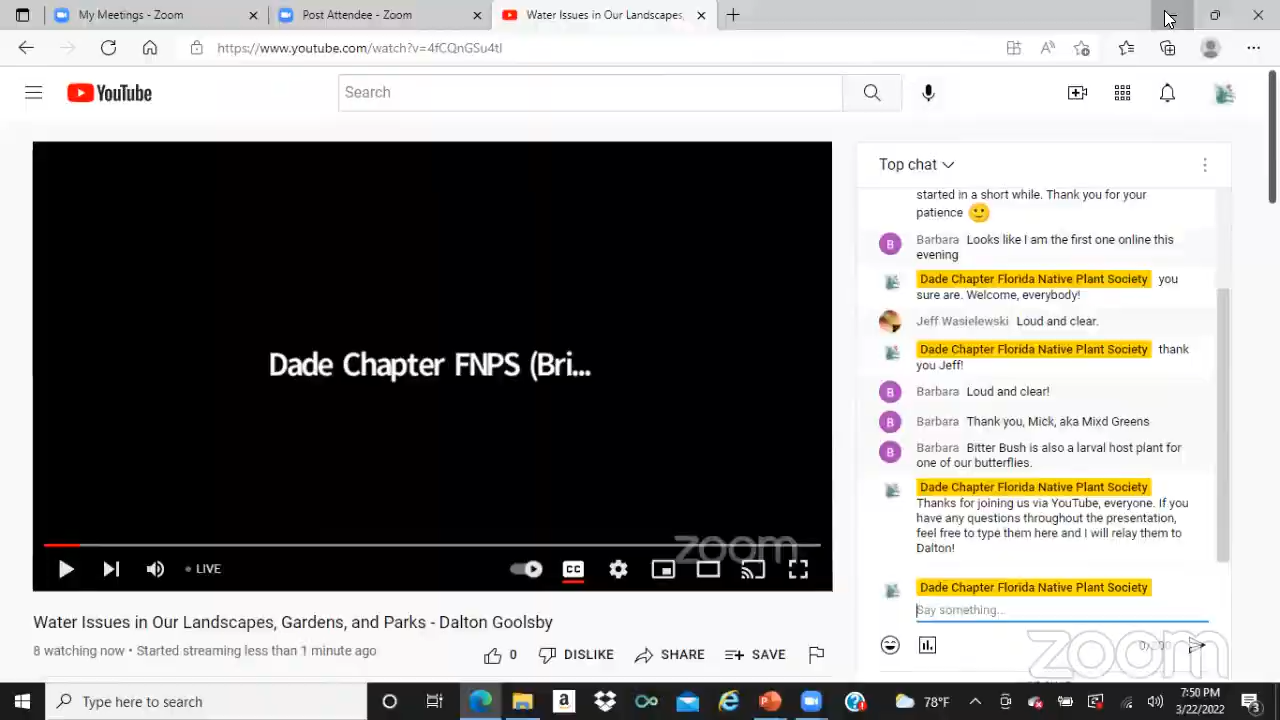 My Meetings - Zoom
Post Attendee - Zoom
Water Issues in Our Landscapes,
https://www.youtube.com/watch?v=4fCQnGSu4tI
YouTube
Search
Top chat
started in a short while. Thank you for your
patience 🙂
B Barbara Looks like I am the first one online this
evening
Dade Chapter Florida Native Plant Society you
sure are. Welcome, everybody!
Jeff Wasielewski Loud and clear.
Dade Chapter Florida Native Plant Society thank
you Jeff!
B Barbara Loud and clear!
B Barbara Thank you, Mick, aka Mixd Greens
B Barbara Bitter Bush is also a larval host plant for
one of our butterflies.
Dade Chapter Florida Native Plant Society
Thanks for joining us via YouTube, everyone. If you
have any questions throughout the presentation,
feel free to type them here and I will relay them to
Dalton!
Dade Chapter Florida Native Plant Society
Say something...
Dade Chapter FNPS (Bri...
zoom
LIVE
CC
Water Issues in Our Landscapes, Gardens, and Parks - Dalton Goolsby
8 watching now • Started streaming less than 1 minute ago
0 DISLIKE SHARE SAVE
zoom
Type here to search
78°F
7:50 PM
3/22/2022
3